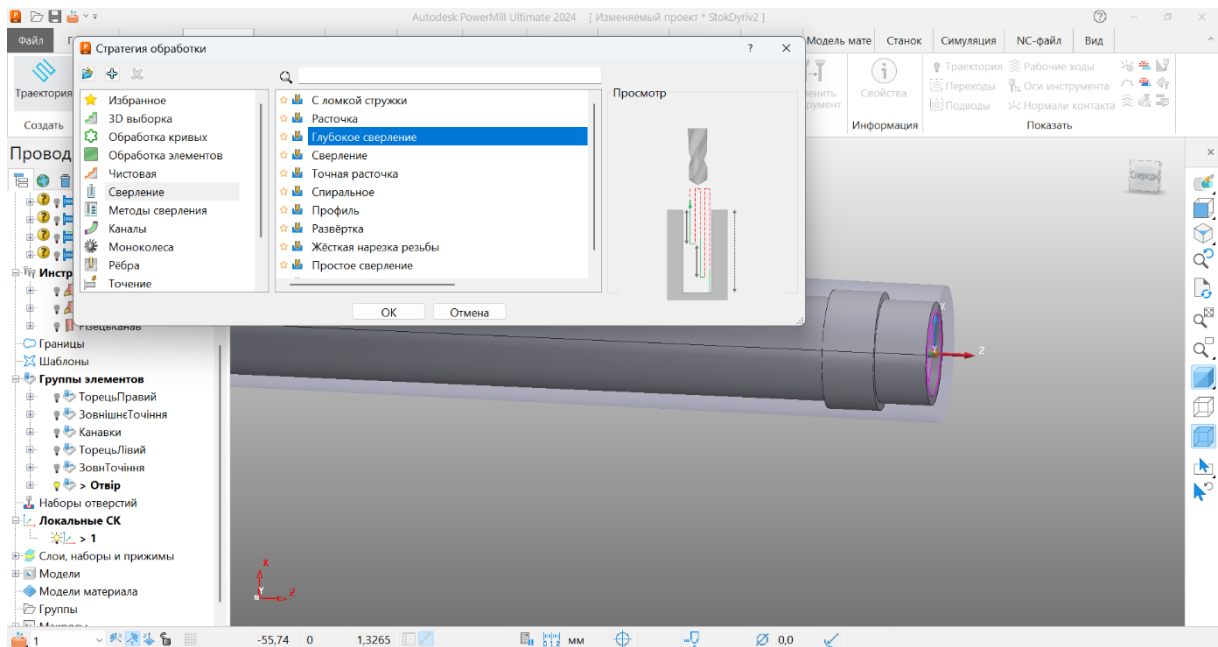 Autodesk PowerMill Ultimate 2024 [ Изменяемый проект * StokDyriv2 ]
Файл
Модель мате Станок Симуляция NC-файл Вид
Стратегия обработки
Траектория
Создать
Избранное
3D выборка
Обработка кривых
Обработка элементов
Чистовая
Сверление
Методы сверления
Каналы
Моноколеса
Рёбра
Точение
С ломкой стружки
Расточка
Глубокое сверление
Сверление
Точная расточка
Спиральное
Профиль
Развёртка
Жёсткая нарезка резьбы
Простое сверление
Просмотр
ОК Отмена
Свойства
Информация
Траектория Рабочие ходы
Переходы Оси инструмента
Подводы Нормали контакта
Показать
Провод
Спереди
Инстр
РізецьКанав
Границы
Шаблоны
Группы элементов
ТорецьПравий
ЗовнішнєТочіння
Канавки
ТорецьЛівий
ЗовнТочіння
> Отвір
Наборы отверстий
Локальные СК
> 1
Слои, наборы и прижимы
Модели
Модели материала
Группы
X
Y
Z
X
Y
Z
1 -55,74 0 1,3265 мм 0,0